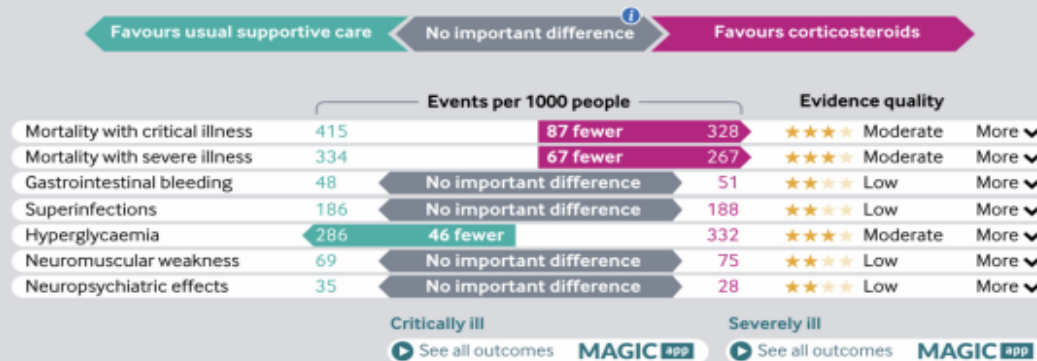 Favours usual supportive care No important difference i Favours corticosteroids
Events per 1000 people Evidence quality
Mortality with critical illness 415 87 fewer 328 Moderate More
Mortality with severe illness 334 67 fewer 267 Moderate More
Gastrointestinal bleeding 48 No important difference 51 Low More
Superinfections 186 No important difference 188 Low More
Hyperglycaemia 286 46 fewer 332 Moderate More
Neuromuscular weakness 69 No important difference 75 Low More
Neuropsychiatric effects 35 No important difference 28 Low More
Critically ill Severely ill
See all outcomes MAGIC app See all outcomes MAGIC app